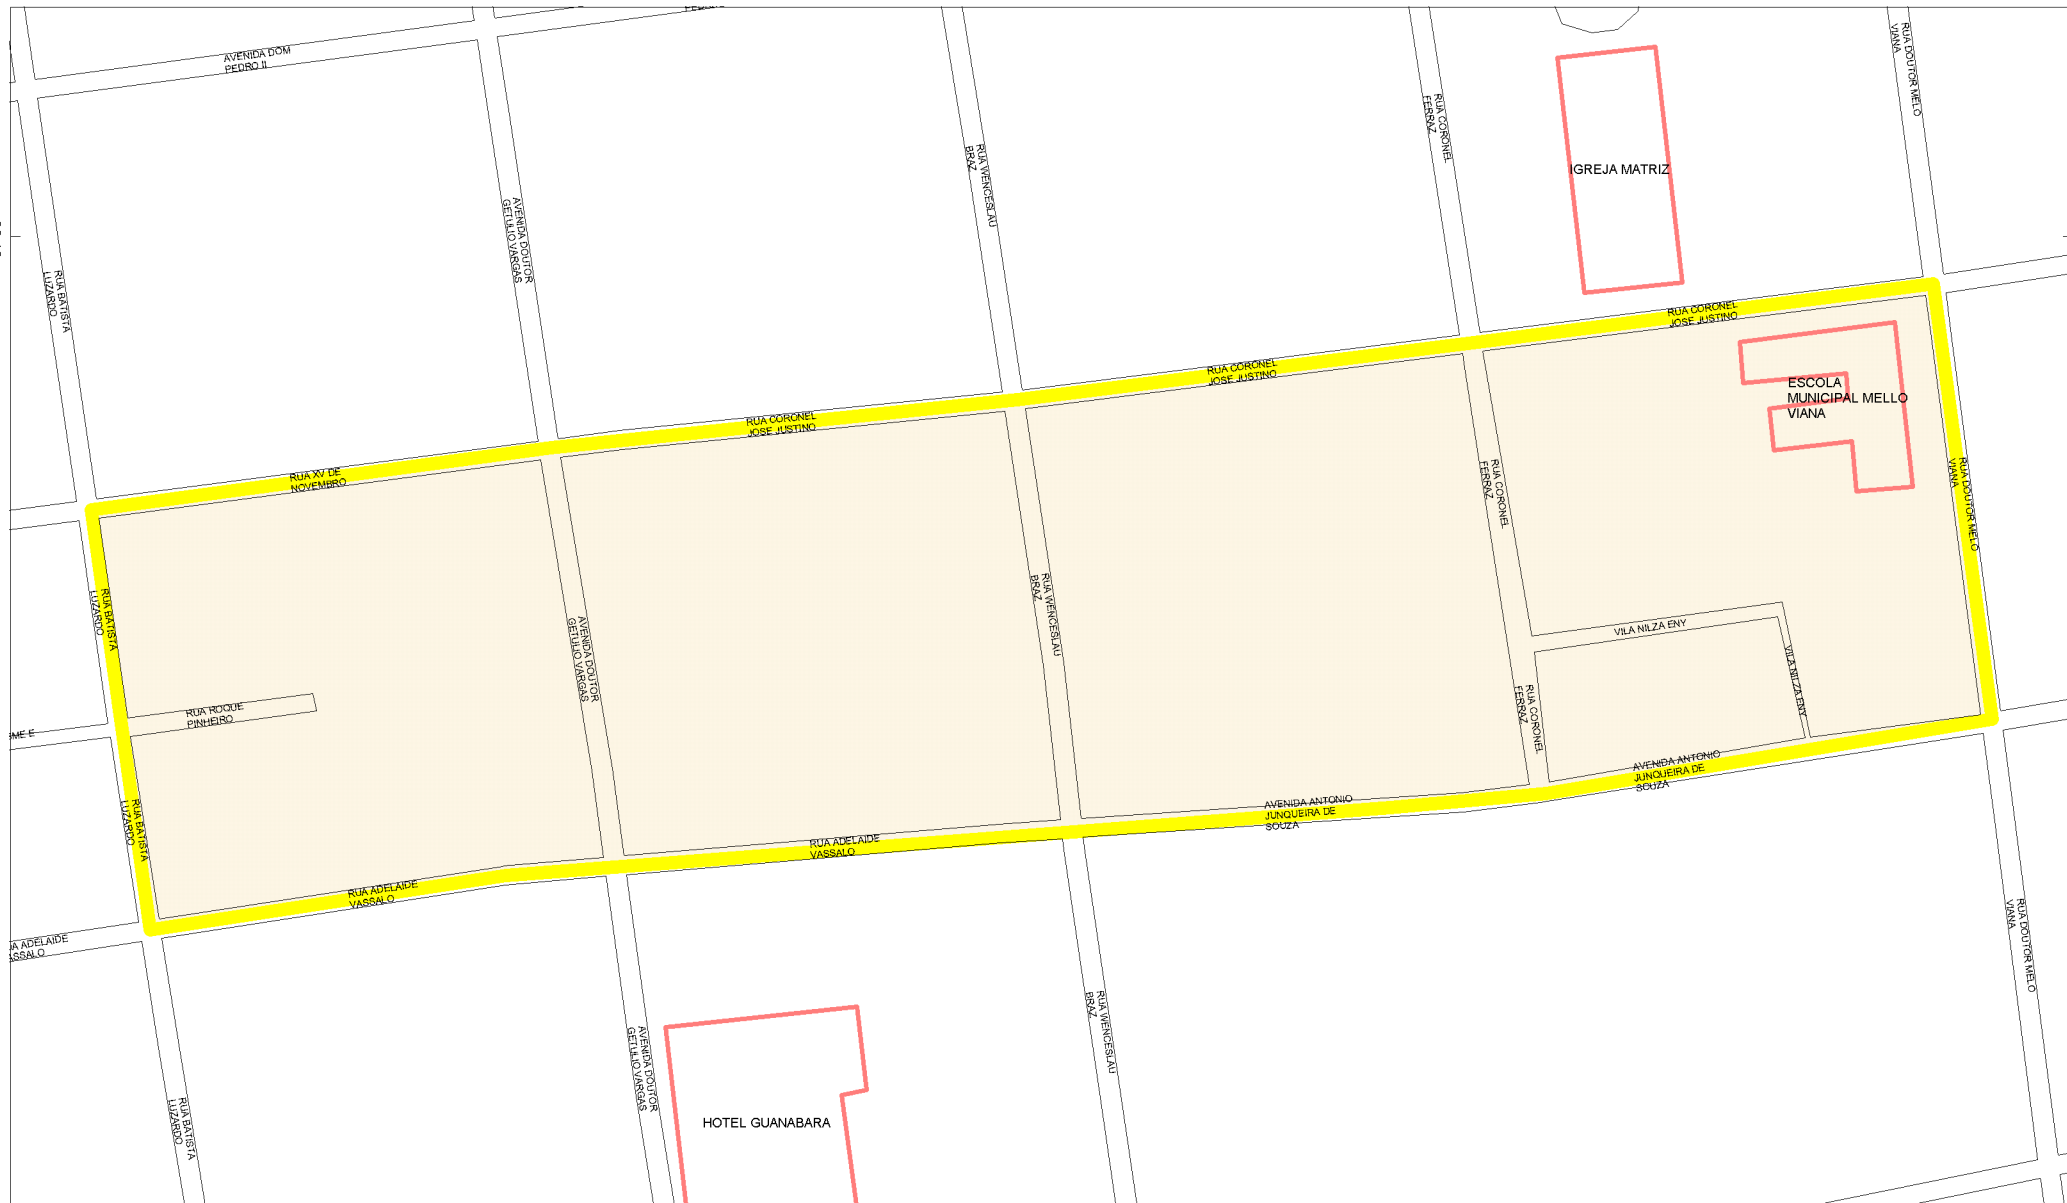 AVENIDA DOM
PEDRO II
RUA DOUTOR MELO
VIANA
RUA CORONEL
FERRAZ
RUA WENCESLAU
BRAZ
IGREJA MATRIZ
AVENIDA DOUTOR
GETULIO VARGAS
RUA BATISTA
LUZARDO
RUA CORONEL
JOSE JUSTINO
RUA CORONEL
JOSE JUSTINO
RUA CORONEL
JOSE JUSTINO
RUA XV DE
NOVEMBRO
ESCOLA
MUNICIPAL MELLO
VIANA
RUA DOUTOR MELO
VIANA
RUA CORONEL
FERRAZ
RUA WENCESLAU
BRAZ
AVENIDA DOUTOR
GETULIO VARGAS
RUA BATISTA
LUZARDO
VILA NILZA ENY
VILA NILZA ENY
RUA CORONEL
FERRAZ
RUA ROQUE
PINHEIRO
ME E
AVENIDA ANTONIO
JUNQUEIRA DE
SOUZA
AVENIDA ANTONIO
JUNQUEIRA DE
SOUZA
RUA BATISTA
LUZARDO
RUA ADELAIDE
VASSALO
RUA ADELAIDE
VASSALO
ADELAIDE
SSALO
RUA DOUTOR MELO
VIANA
RUA WENCESLAU
BRAZ
AVENIDA DOUTOR
GETULIO VARGAS
RUA BATISTA
LUZARDO
HOTEL GUANABARA